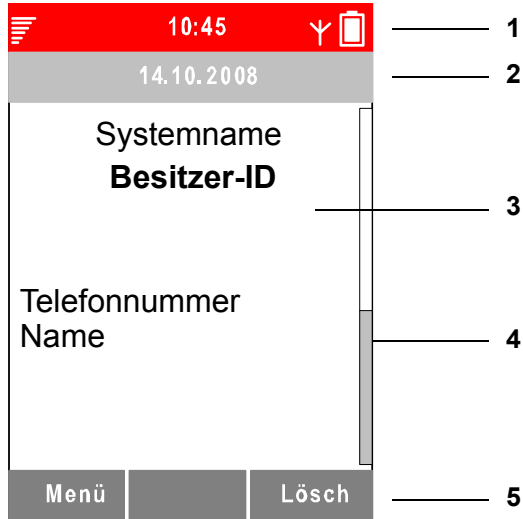 10:45 1
14.10.2008 2
Systemname
Besitzer-ID
3
Telefonnummer
Name 4
Menü Lösch 5